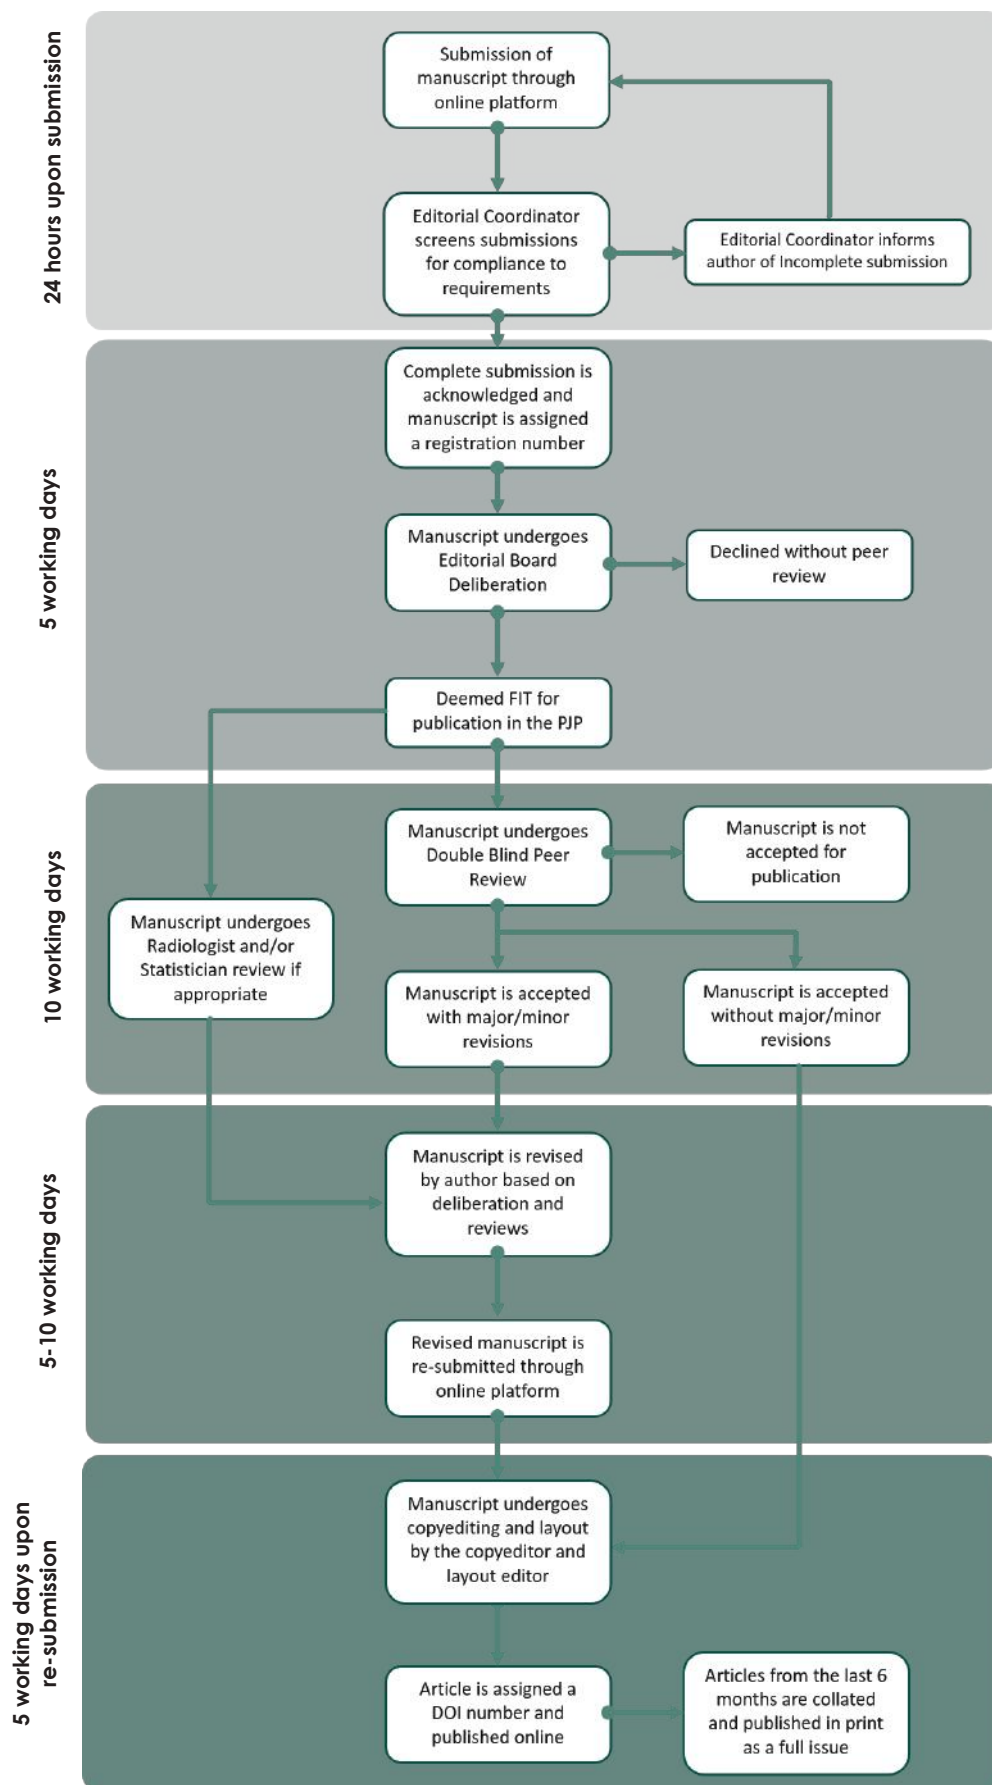 24 hours upon submission
Submission of
manuscript through
online platform
Editorial Coordinator
screens submissions
for compliance to
requirements
Editorial Coordinator informs
author of Incomplete submission
5 working days
Complete submission is
acknowledged and
manuscript is assigned
a registration number
Manuscript undergoes
Editorial Board
Deliberation
Declined without peer
review
Deemed FIT for
publication in the PJP
10 working days
Manuscript undergoes
Double Blind Peer
Review
Manuscript is not
accepted for
publication
Manuscript undergoes
Radiologist and/or
Statistician review if
appropriate
Manuscript is accepted
with major/minor
revisions
Manuscript is accepted
without major/minor
revisions
5-10 working days
Manuscript is revised
by author based on
deliberation and
reviews
Revised manuscript is
re-submitted through
online platform
5 working days upon
re-submission
Manuscript undergoes
copyediting and layout
by the copyeditor and
layout editor
Article is assigned a
DOI number and
published online
Articles from the last 6
months are collated
and published in print
as a full issue